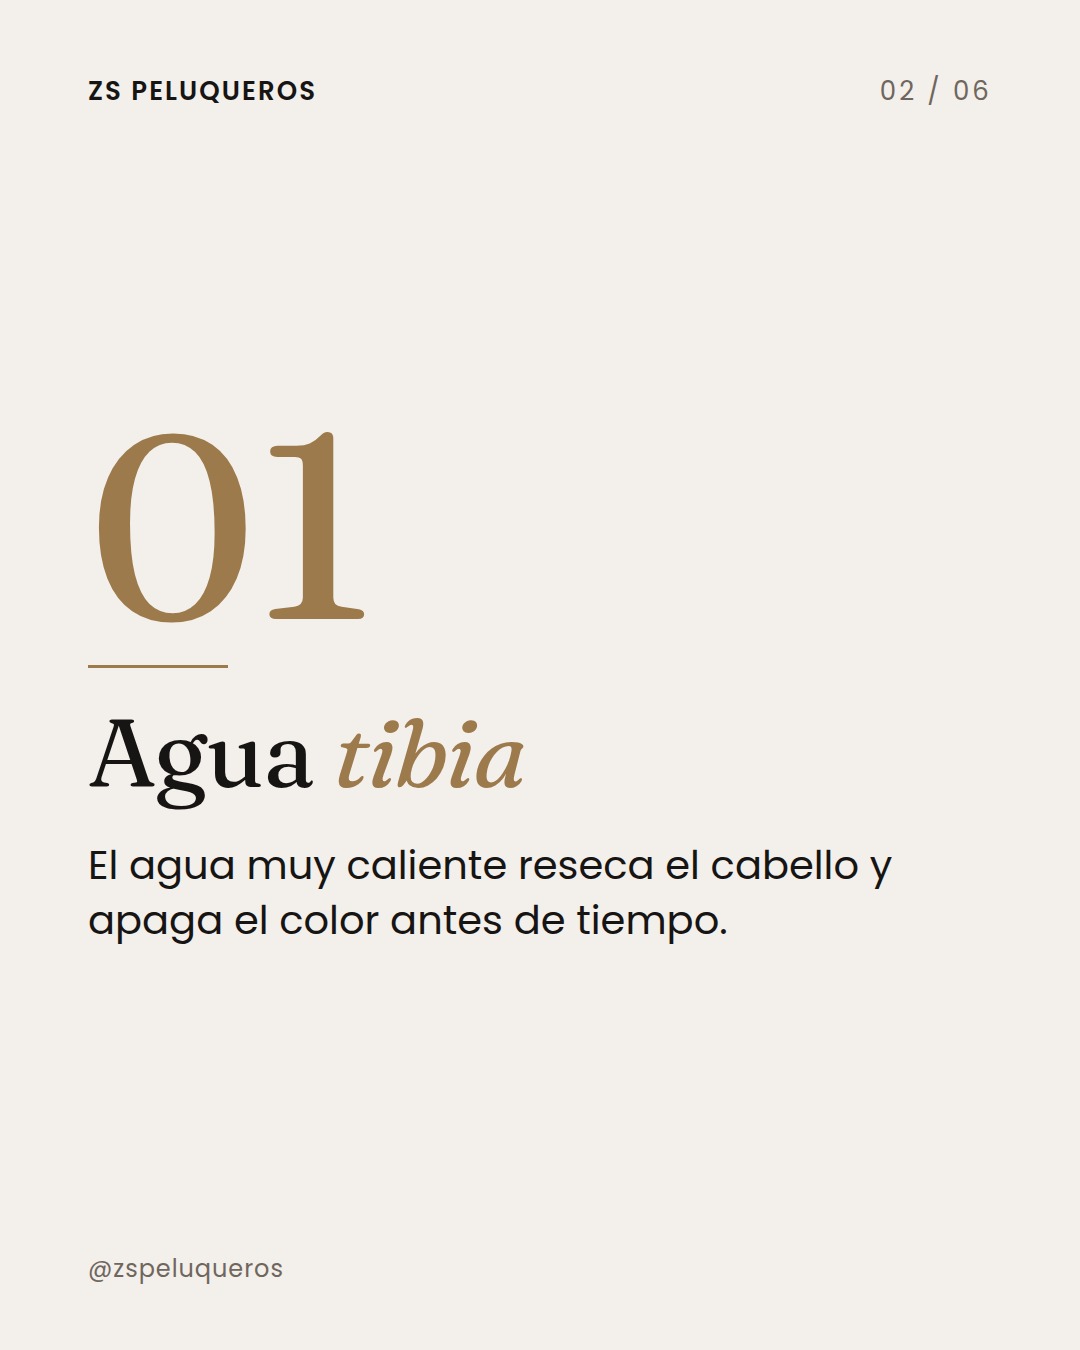 ZS PELUQUEROS
02 / 06
01
Agua tibia
El agua muy caliente reseca el cabello y
apaga el color antes de tiempo.
@zspeluqueros